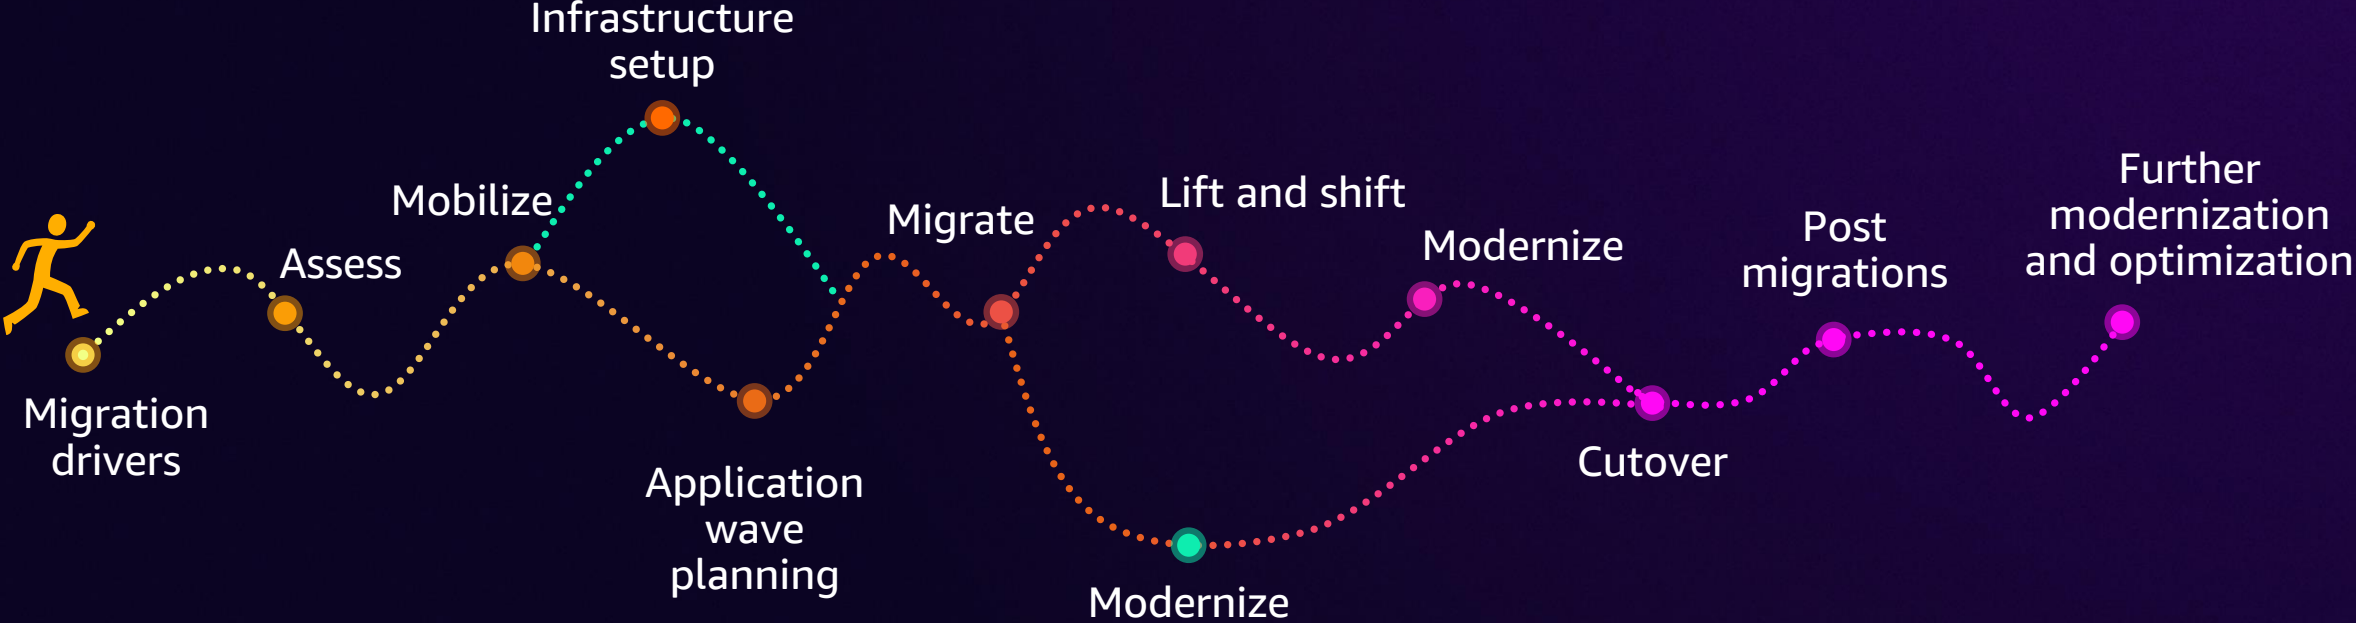 Migration
drivers
Assess
Mobilize
Infrastructure
setup
Application
wave
planning
Migrate
Lift and shift
Modernize
Modernize
Cutover
Post
migrations
Further
modernization
and optimization